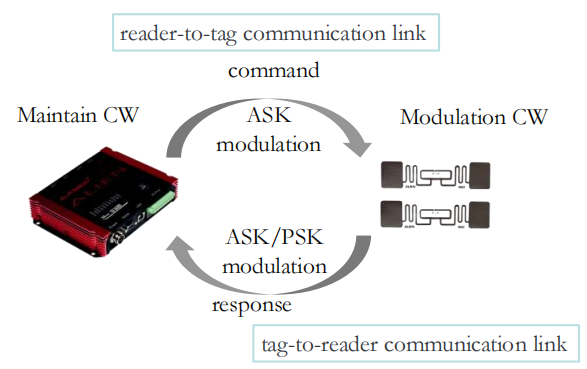 reader-to-tag communication link
command
Maintain CW
ASK
modulation
Modulation CW
ALIEN
ASK/PSK
modulation
response
tag-to-reader communication link